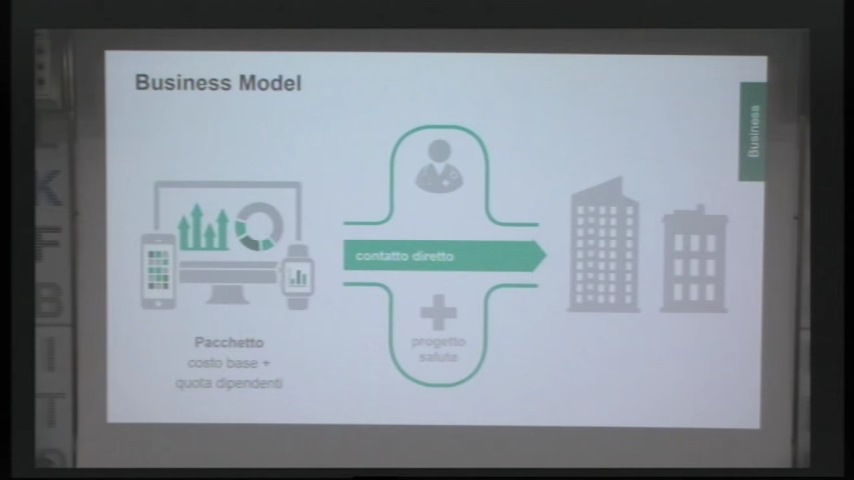 Business Model
Business
contatto diretto
progetto
salute
Pacchetto
costo base +
quota dipendenti
K
F
B
I
T